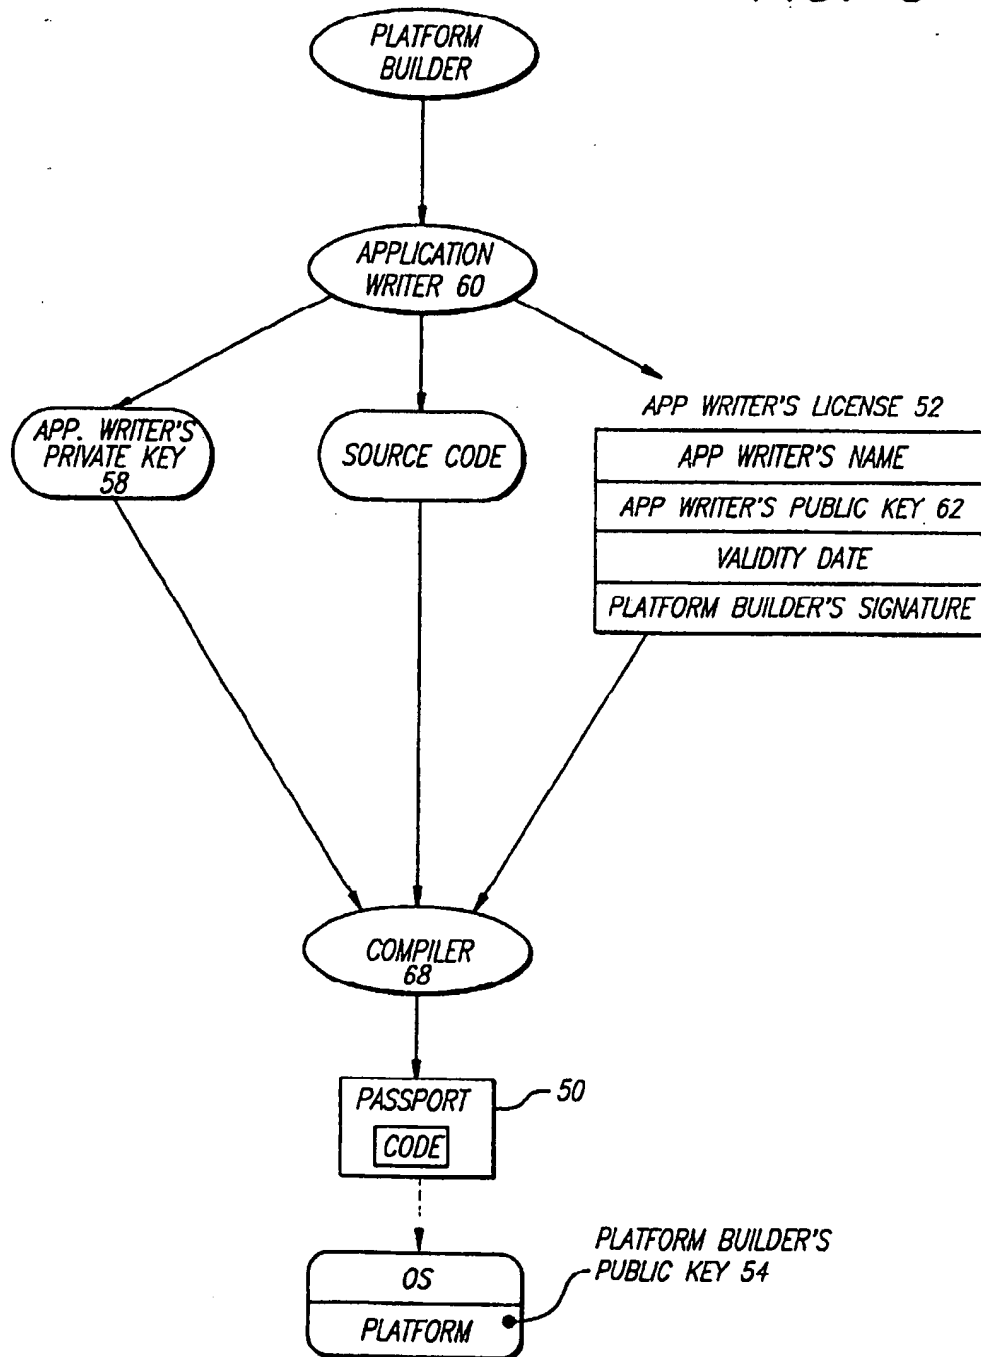 PLATFORM
BUILDER
APPLICATION
WRITER 60
APP. WRITER'S
PRIVATE KEY
58
SOURCE CODE
APP WRITER'S LICENSE 52
APP WRITER'S NAME
APP WRITER'S PUBLIC KEY 62
VALIDITY DATE
PLATFORM BUILDER'S SIGNATURE
COMPILER
68
PASSPORT
50
CODE
OS
PLATFORM
PLATFORM BUILDER'S
PUBLIC KEY 54